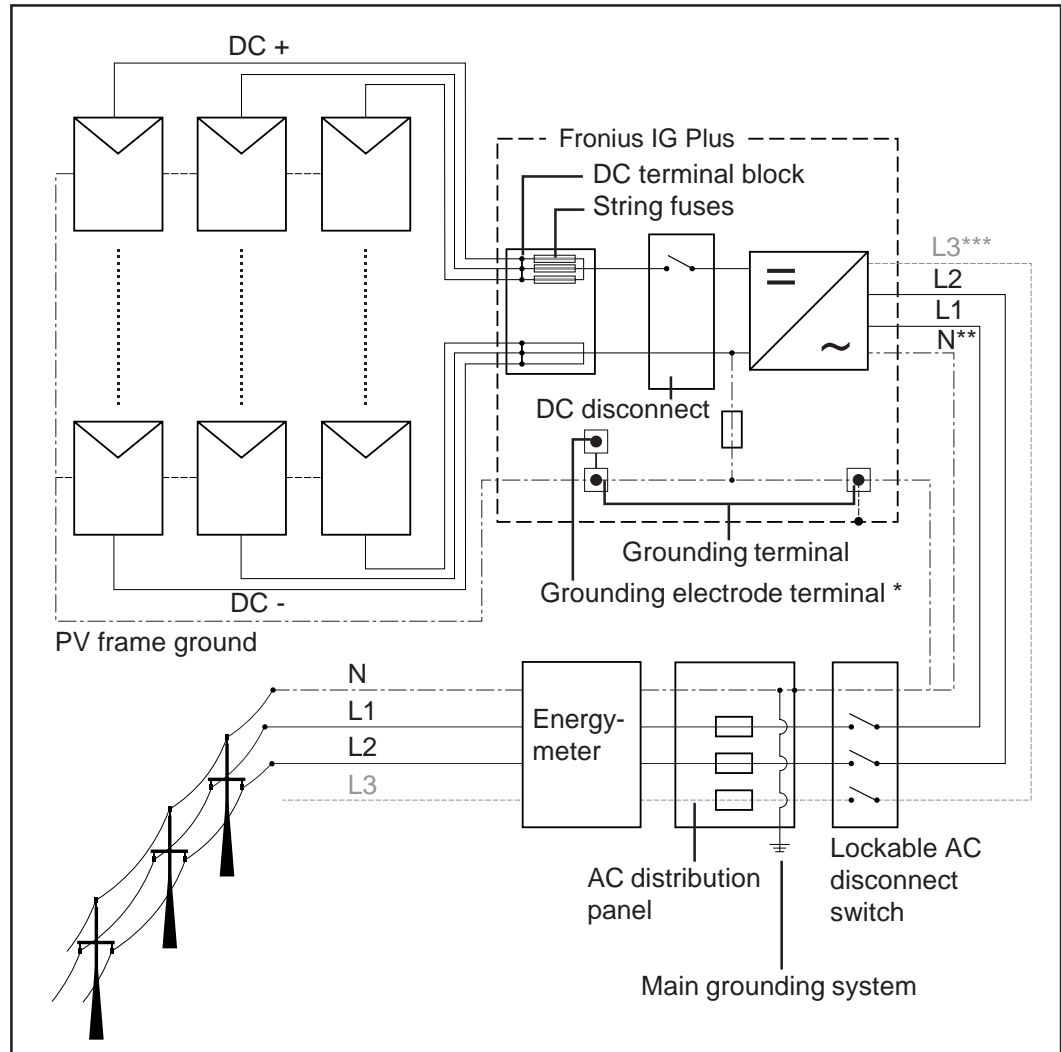 DC +
Fronius IG Plus
DC terminal block
String fuses
L3***
L2
L1
N**
=
~
DC disconnect
Grounding terminal
Grounding electrode terminal *
DC -
PV frame ground
N
L1
L2
L3
Energy-
meter
AC distribution
panel
Lockable AC
disconnect
switch
Main grounding system